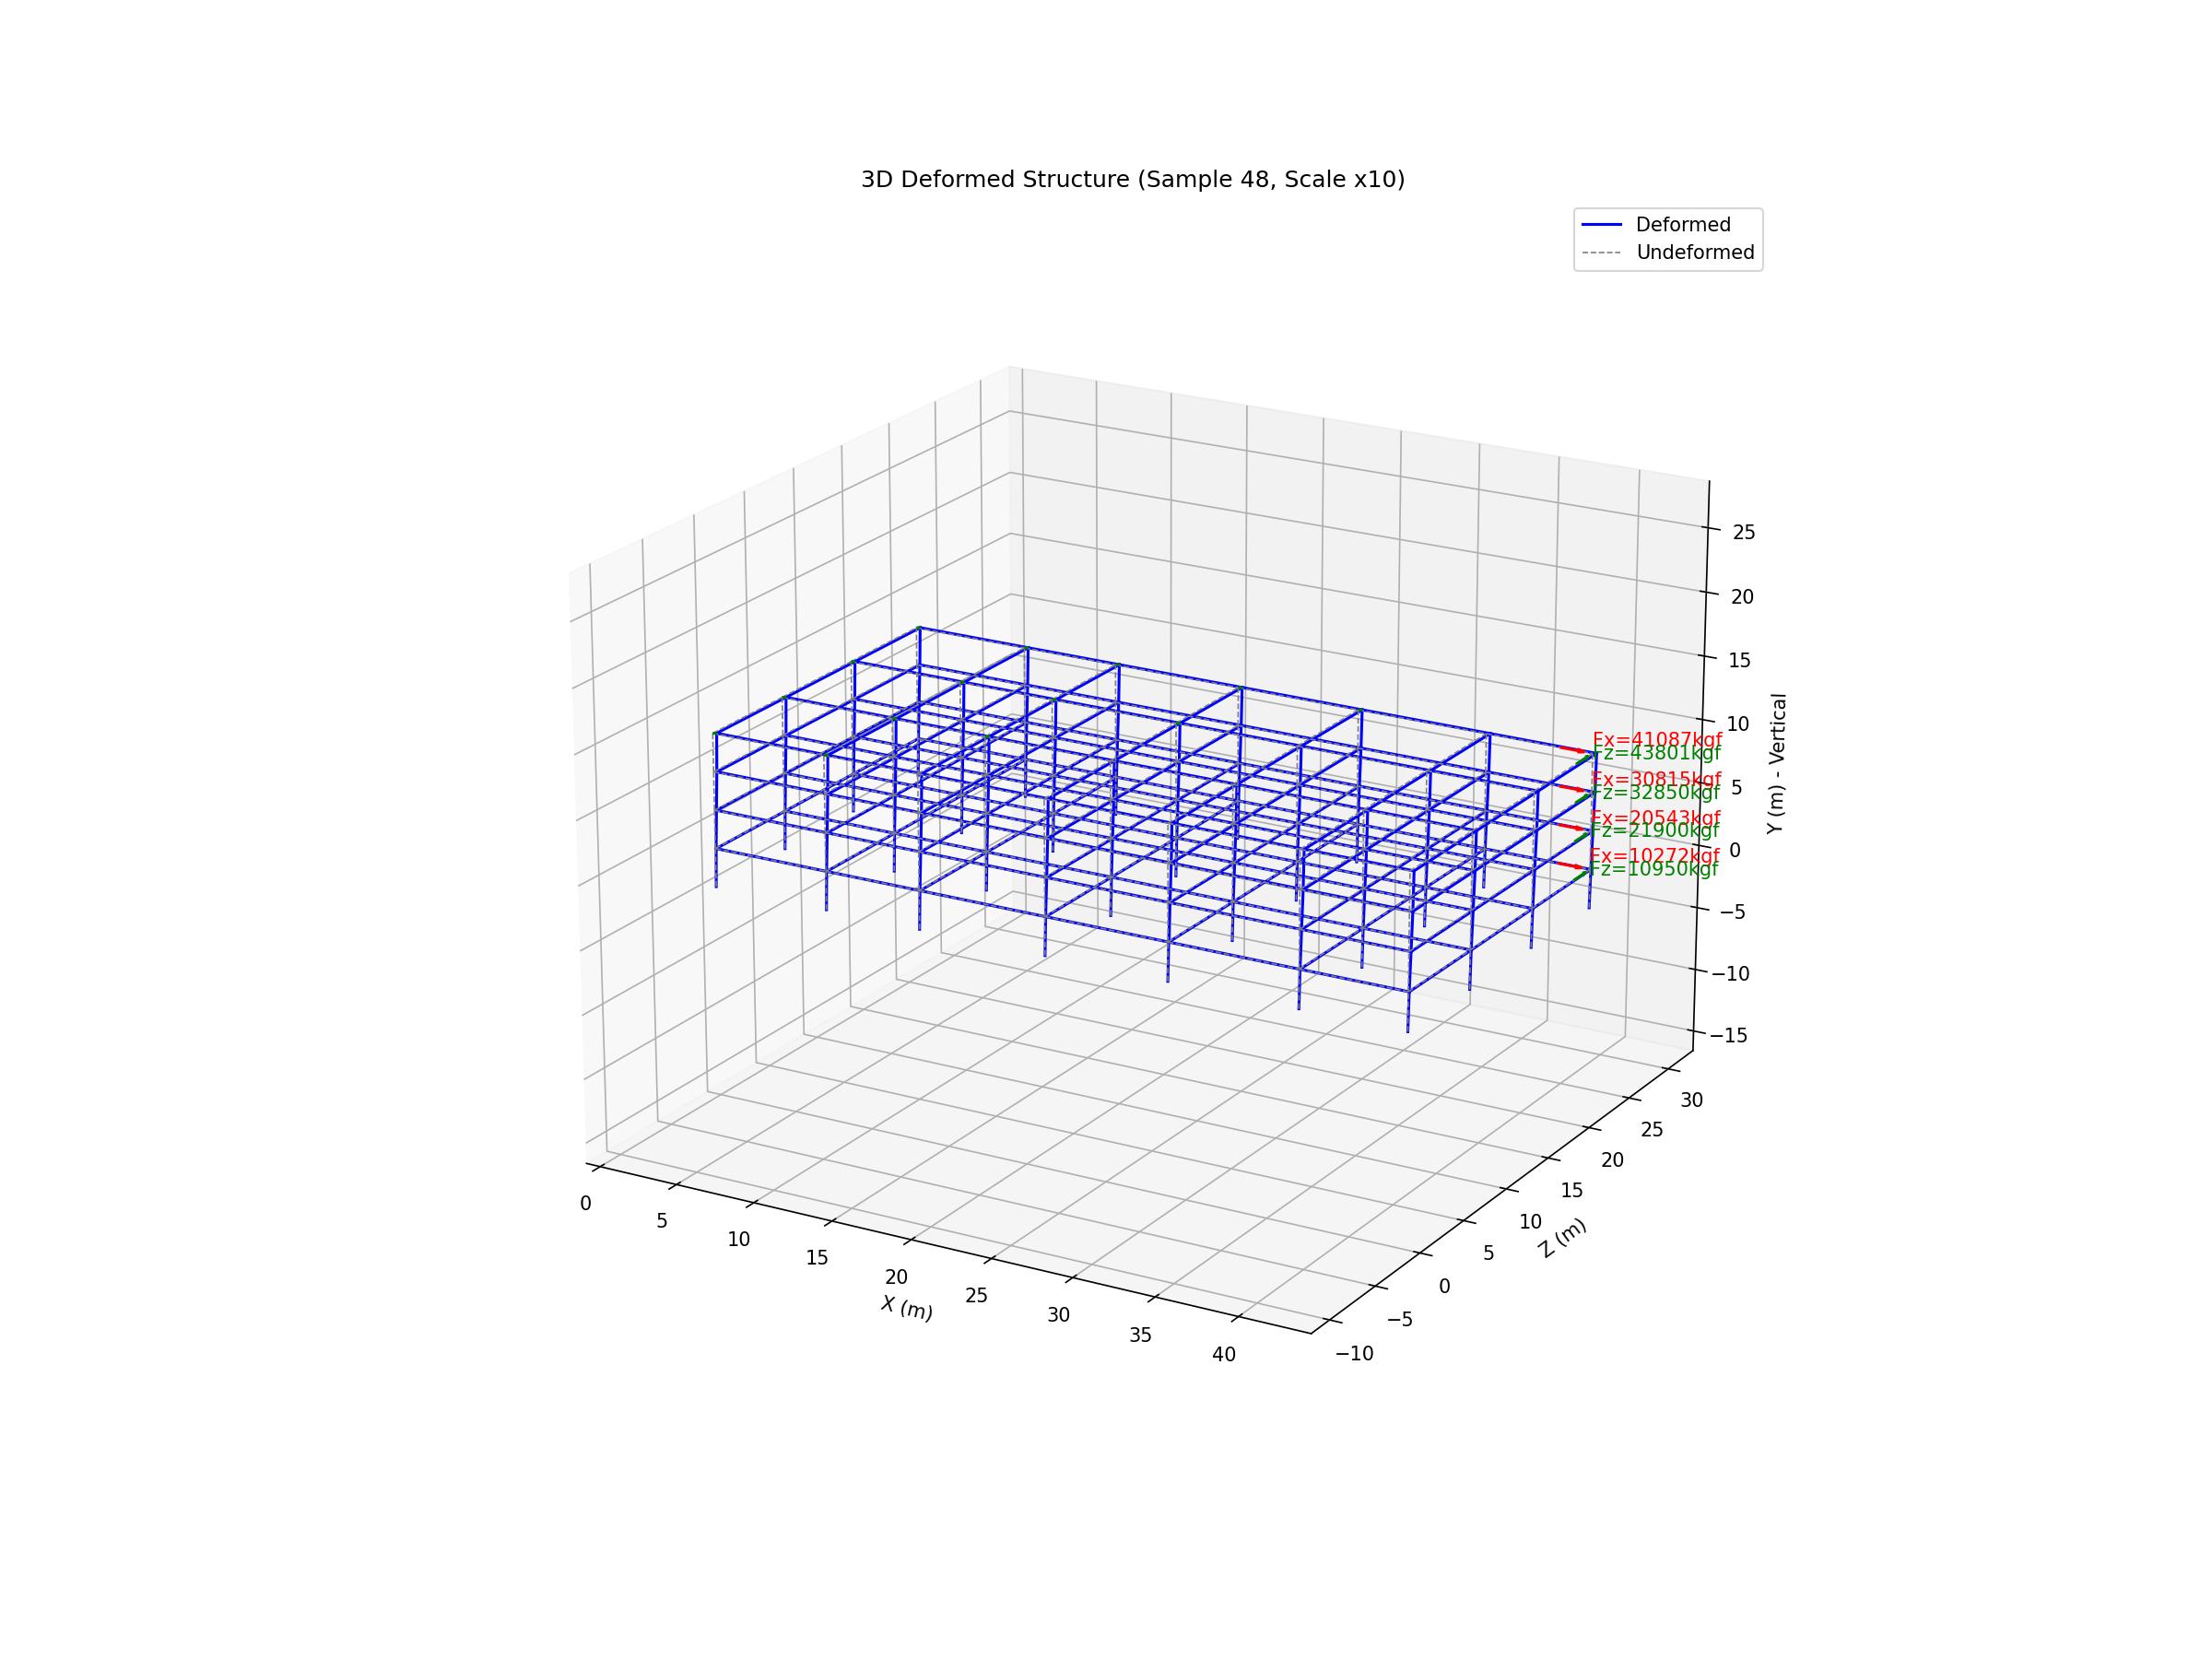 3D Deformed Structure (Sample 48, Scale x10)
Deformed
Undeformed
25
20
15
10
5
0
−5
−10
−15
Y (m) - Vertical
Fx=41087kgf
Fz=43801kgf
Fx=30815kgf
Fz=32850kgf
Fx=20543kgf
Fz=21900kgf
Fx=10272kgf
Fz=10950kgf
30
25
20
15
10
5
0
−5
−10
Z (m)
0
5
10
15
20
25
30
35
40
X (m)